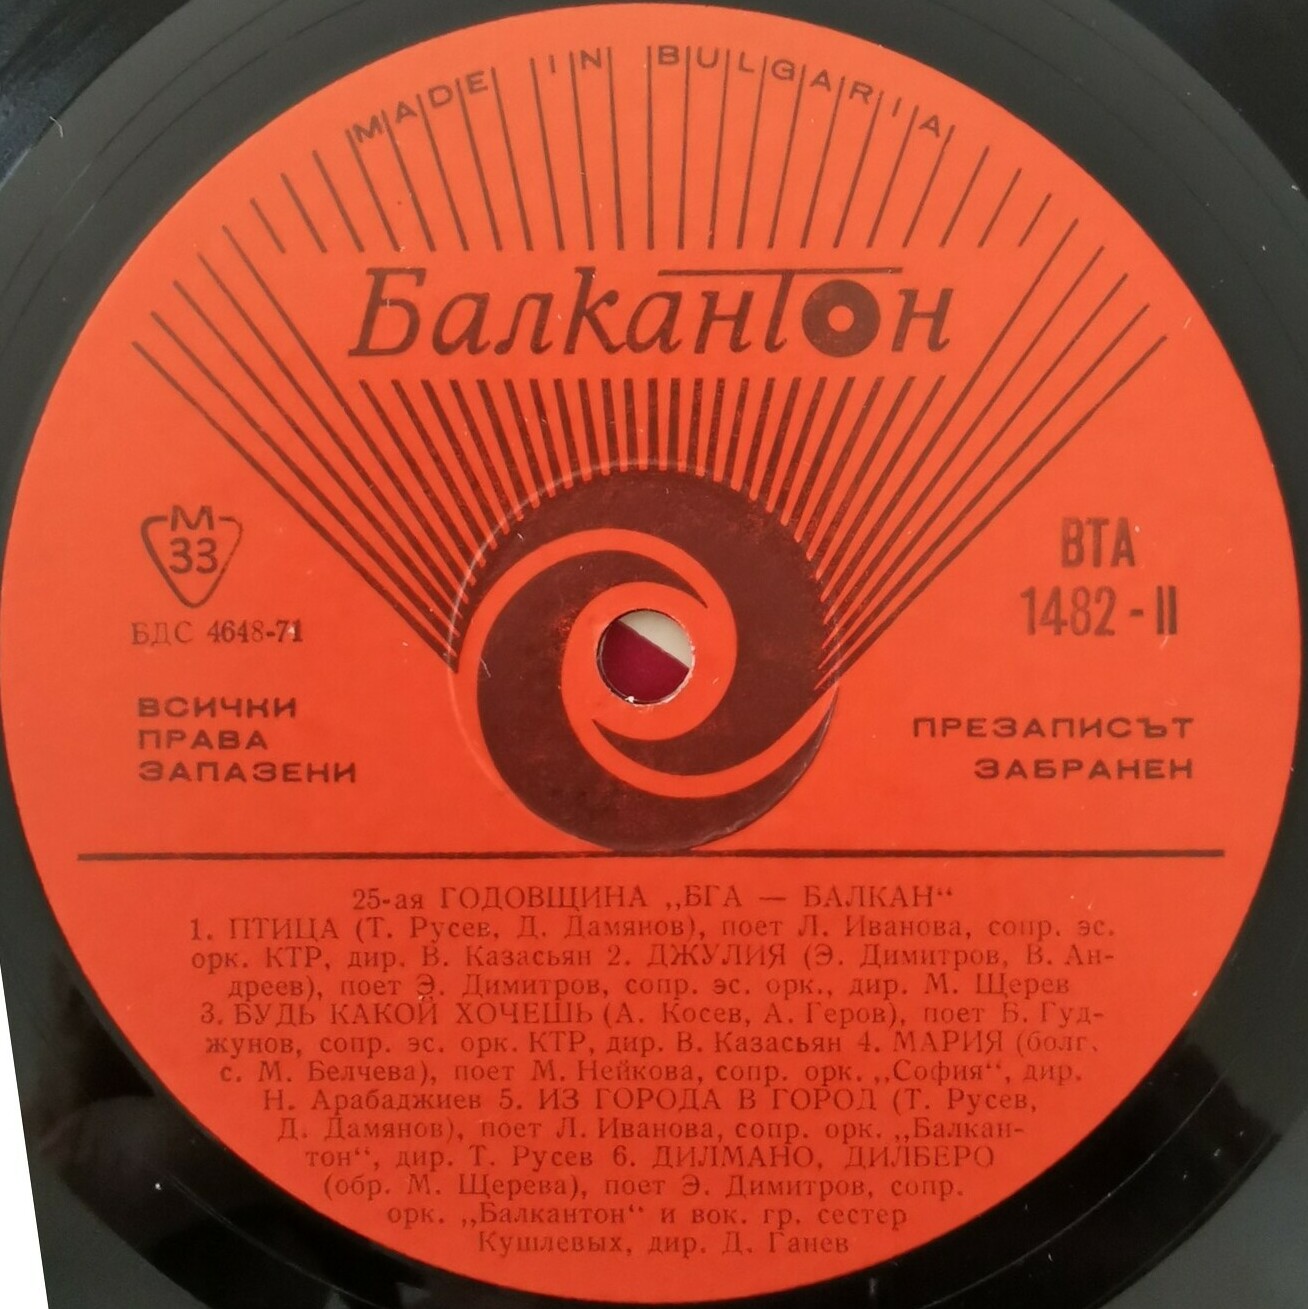 MADE IN BULGARIA
Балкантон
М
33
БДС 4648-71
ВТА
1482 - II
ВСИЧКИ
ПРАВА
ЗАПАЗЕНИ
ПРЕЗАПИСЪТ
ЗАБРАНЕН
25-ая ГОДОВЩИНА „БГА — БАЛКАН“
1. ПТИЦА (Т. Русев, Д. Дамянов), поет Л. Иванова, сопр. эс.
орк. КТР, дир. В. Казасьян 2. ДЖУЛИЯ (Э. Димитров, В. Ан-
дреев), поет Э. Димитров, сопр. эс. орк., дир. М. Щерев
3. БУДЬ КАКОЙ ХОЧЕШЬ (А. Косев, А. Геров), поет Б. Гуд-
жунов, сопр. эс. орк. КТР, дир. В. Казасьян 4. МАРИЯ (болг.
с. М. Белчева), поет М. Нейкова, сопр. орк. „София“, дир.
Н. Арабаджиев 5. ИЗ ГОРОДА В ГОРОД (Т. Русев,
Д. Дамянов), поет Л. Иванова, сопр. орк. „Балкан-
тон“, дир. Т. Русев 6. ДИЛМАНО, ДИЛБЕРО
(обр. М. Щерева), поет Э. Димитров, сопр.
орк. „Балкантон“ и вок. гр. сестер
Кушлевых, дир. Д. Ганев